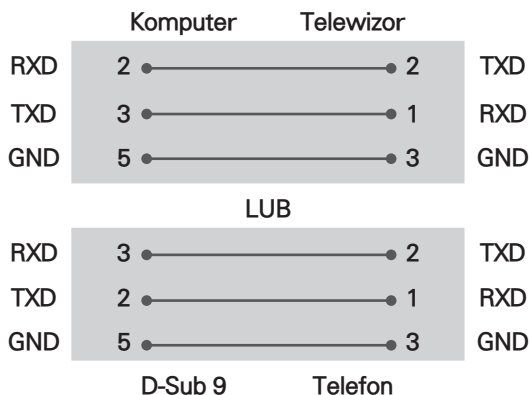 Komputer Telewizor
RXD 2 2 TXD
TXD 3 1 RXD
GND 5 3 GND
LUB
RXD 3 2 TXD
TXD 2 1 RXD
GND 5 3 GND
D-Sub 9 Telefon